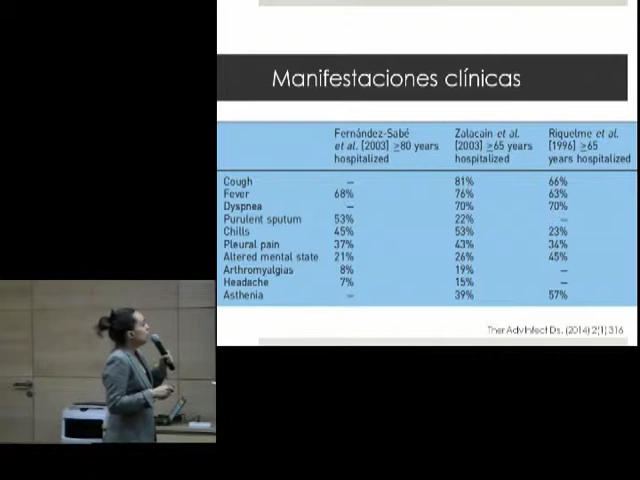 Manifestaciones clínicas
Fernández-Sabé et al. [2003] ≥80 years hospitalized
Zalacain et al. [2003] ≥65 years hospitalized
Riquelme et al. [1996] ≥65 years hospitalized
Cough – 81% 66%
Fever 68% 76% 63%
Dyspnea – 70% 70%
Purulent sputum 53% 22% –
Chills 45% 53% 23%
Pleural pain 37% 43% 34%
Altered mental state 21% 26% 45%
Arthromyalgias 8% 19% –
Headache 7% 15% –
Asthenia – 39% 57%
Ther Adv Infect Dis. (2014) 2(1) 316